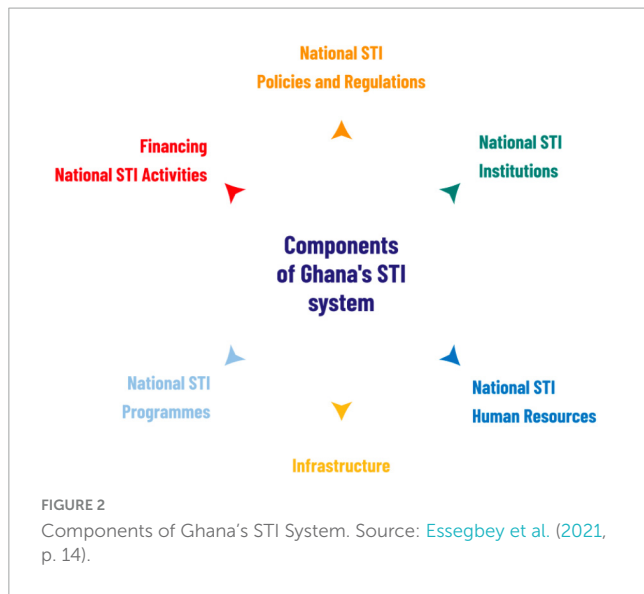 National STI
Policies and Regulations
Financing
National STI Activities
National STI
Institutions
Components
of Ghana's STI
system
National STI
Programmes
National STI
Human Resources
Infrastructure
FIGURE 2
Components of Ghana's STI System. Source: Essegbey et al. (2021,
p. 14).